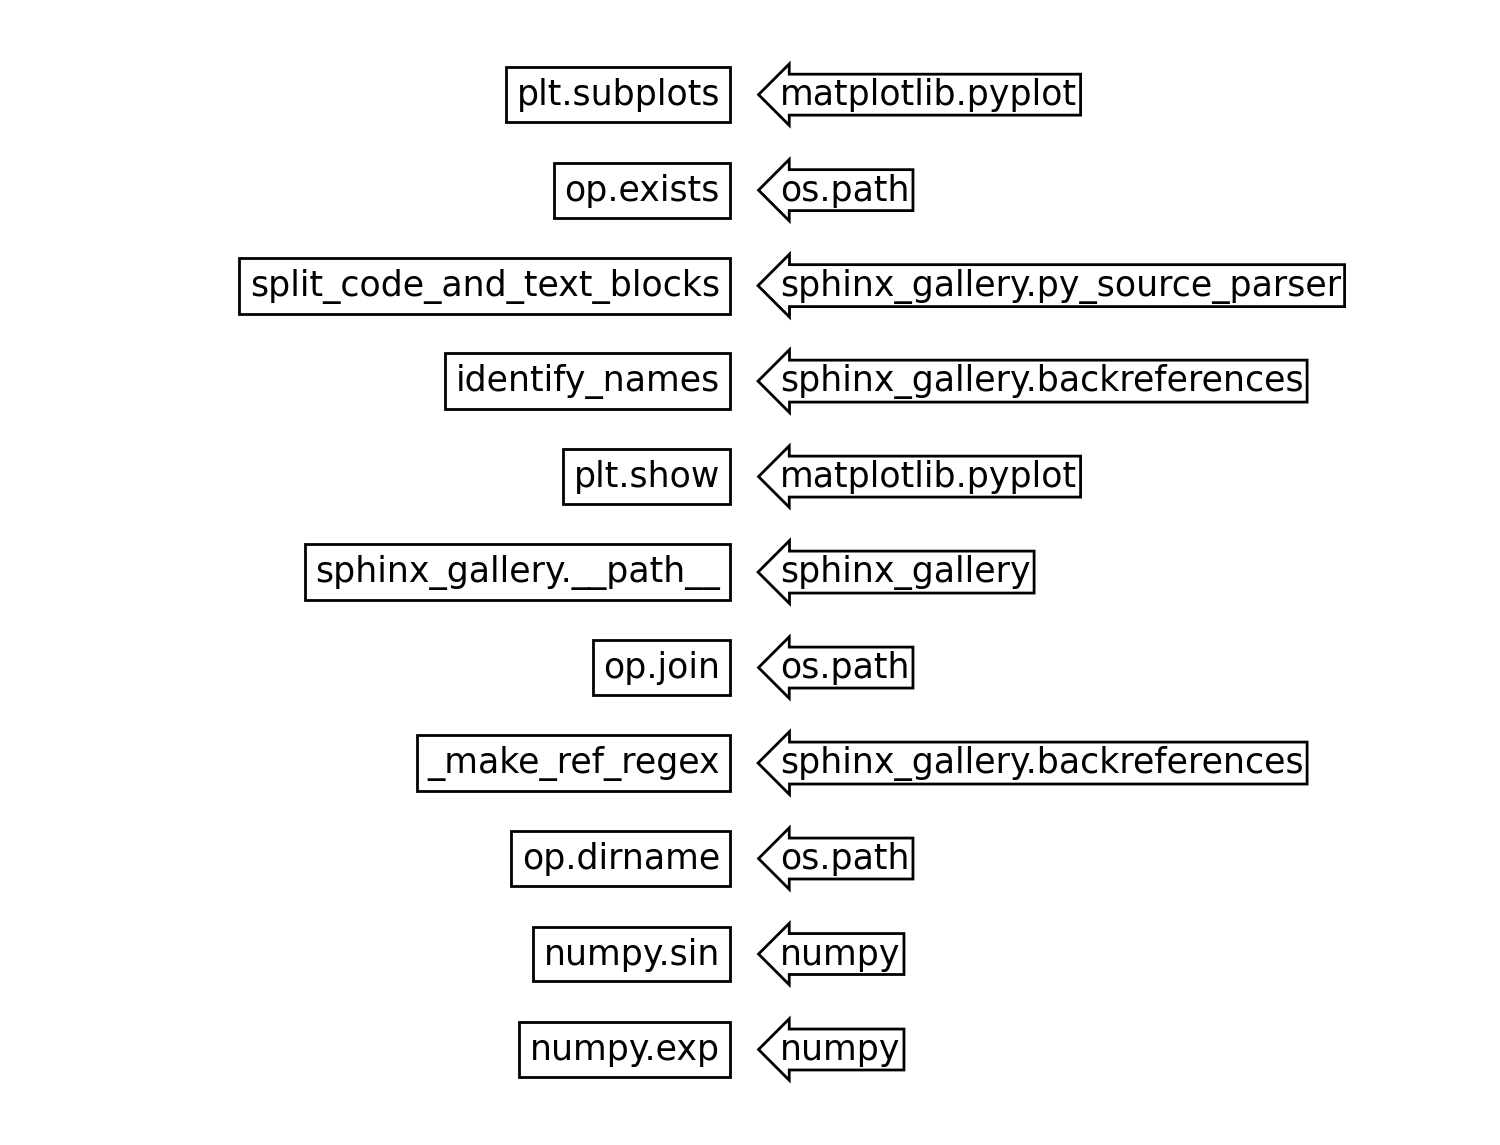 plt.subplots matplotlib.pyplot
op.exists os.path
split_code_and_text_blocks sphinx_gallery.py_source_parser
identify_names sphinx_gallery.backreferences
plt.show matplotlib.pyplot
sphinx_gallery.__path__ sphinx_gallery
op.join os.path
_make_ref_regex sphinx_gallery.backreferences
op.dirname os.path
numpy.sin numpy
numpy.exp numpy